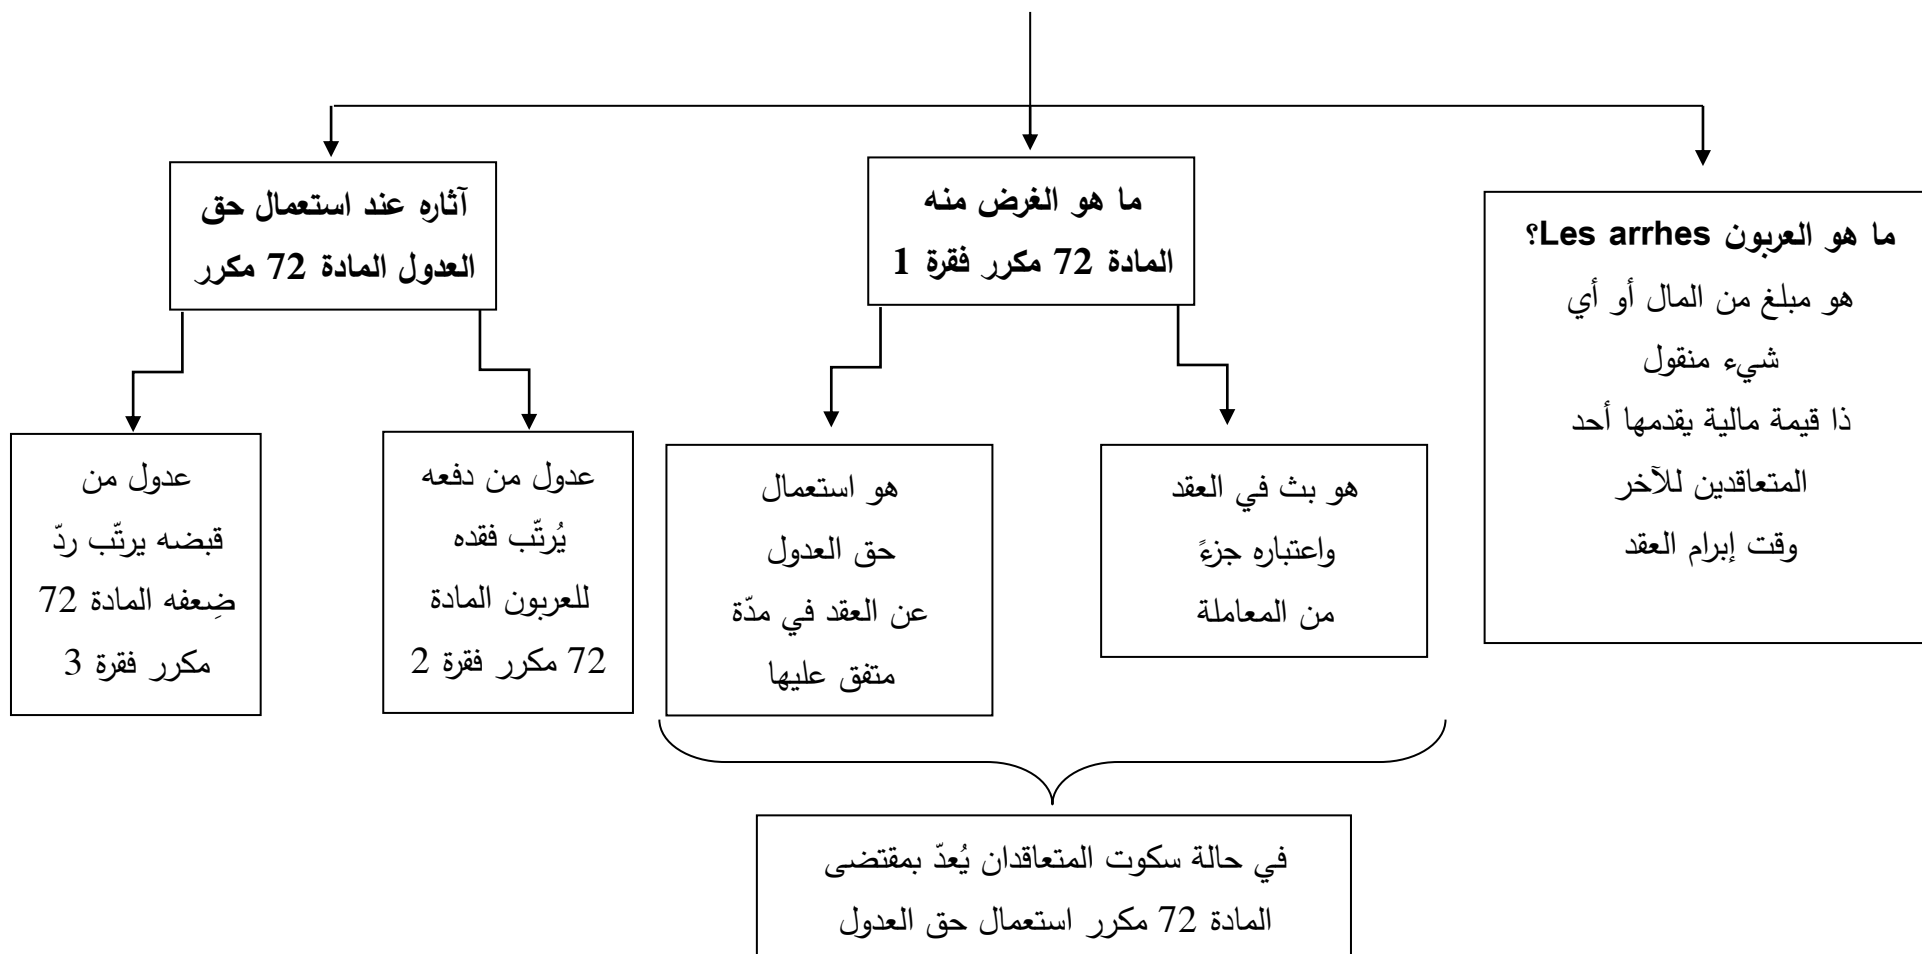 ما هو العربون Les arrhes؟
هو مبلغ من المال أو أي
شيء منقول
ذا قيمة مالية يقدمها أحد
المتعاقدين للآخر
وقت إبرام العقد
ما هو الغرض منه
المادة 72 مكرر فقرة 1
هو بث في العقد
واعتباره جزءً
من المعاملة
هو استعمال
حق العدول
عن العقد في مدّة
متفق عليها
في حالة سكوت المتعاقدان يُعدّ بمقتضى
المادة 72 مكرر استعمال حق العدول
آثاره عند استعمال حق
العدول المادة 72 مكرر
عدول من دفعه
يُرتّب فقده
للعربون المادة
72 مكرر فقرة 2
عدول من
قبضه يرتّب ردّ
ضِعفه المادة 72
مكرر فقرة 3